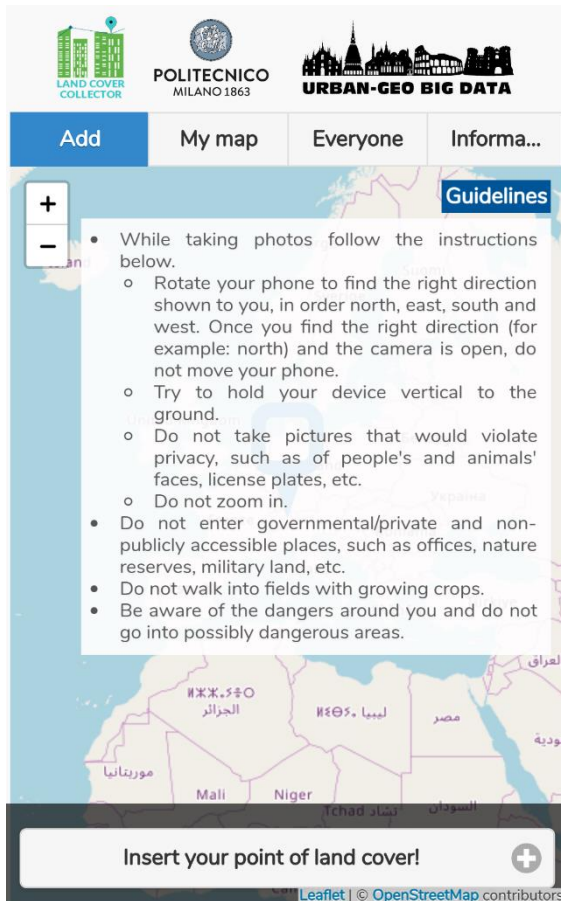 LAND COVER
COLLECTOR
POLITECNICO
MILANO 1863
URBAN-GEO BIG DATA
Add
My map
Everyone
Informa...
+
Guidelines
−
• While taking photos follow the instructions
below.
○ Rotate your phone to find the right direction
shown to you, in order north, east, south and
west. Once you find the right direction (for
example: north) and the camera is open, do
not move your phone.
○ Try to hold your device vertical to the
ground.
○ Do not take pictures that would violate
privacy, such as of people's and animals'
faces, license plates, etc.
○ Do not zoom in.
Україна
• Do not enter governmental/private and non-
publicly accessible places, such as offices, nature
reserves, military land, etc.
• Do not walk into fields with growing crops.
• Be aware of the dangers around you and do not
go into possibly dangerous areas.
العراق
ⵍⵣⵣⴰⵢⵔ
الجزائر
ليبيا
مصر
موريتانيا
Mali
Niger
Tchad تشاد
السودان
Insert your point of land cover!
Leaflet | © OpenStreetMap contributors